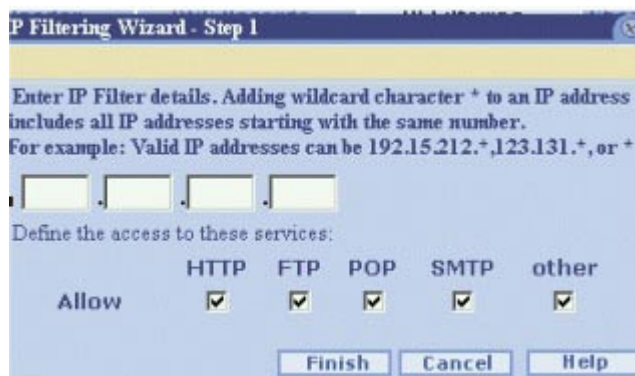 IP Filtering Wizard - Step 1
Enter IP Filter details. Adding wildcard character * to an IP address
includes all IP addresses starting with the same number.
For example: Valid IP addresses can be 192.15.212.*,123.131.*, or *
. . . .
Define the access to these services:
HTTP FTP POP SMTP other
Allow
Finish Cancel Help